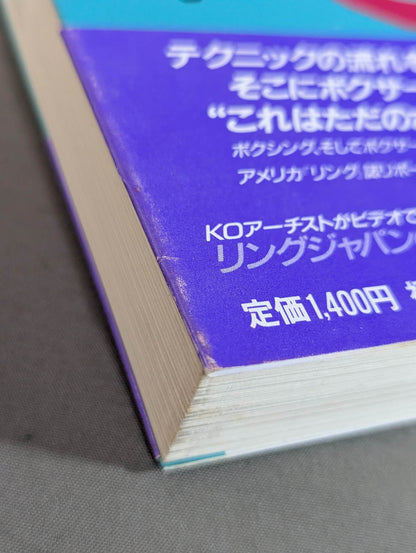 テクニックの流れ
そこにボクサー
“これはただの
ボクシング、そしてボクサー
アメリカ“リング”誌リポー
KOアーチストがビデオで
リングジャパン
定価1,400円